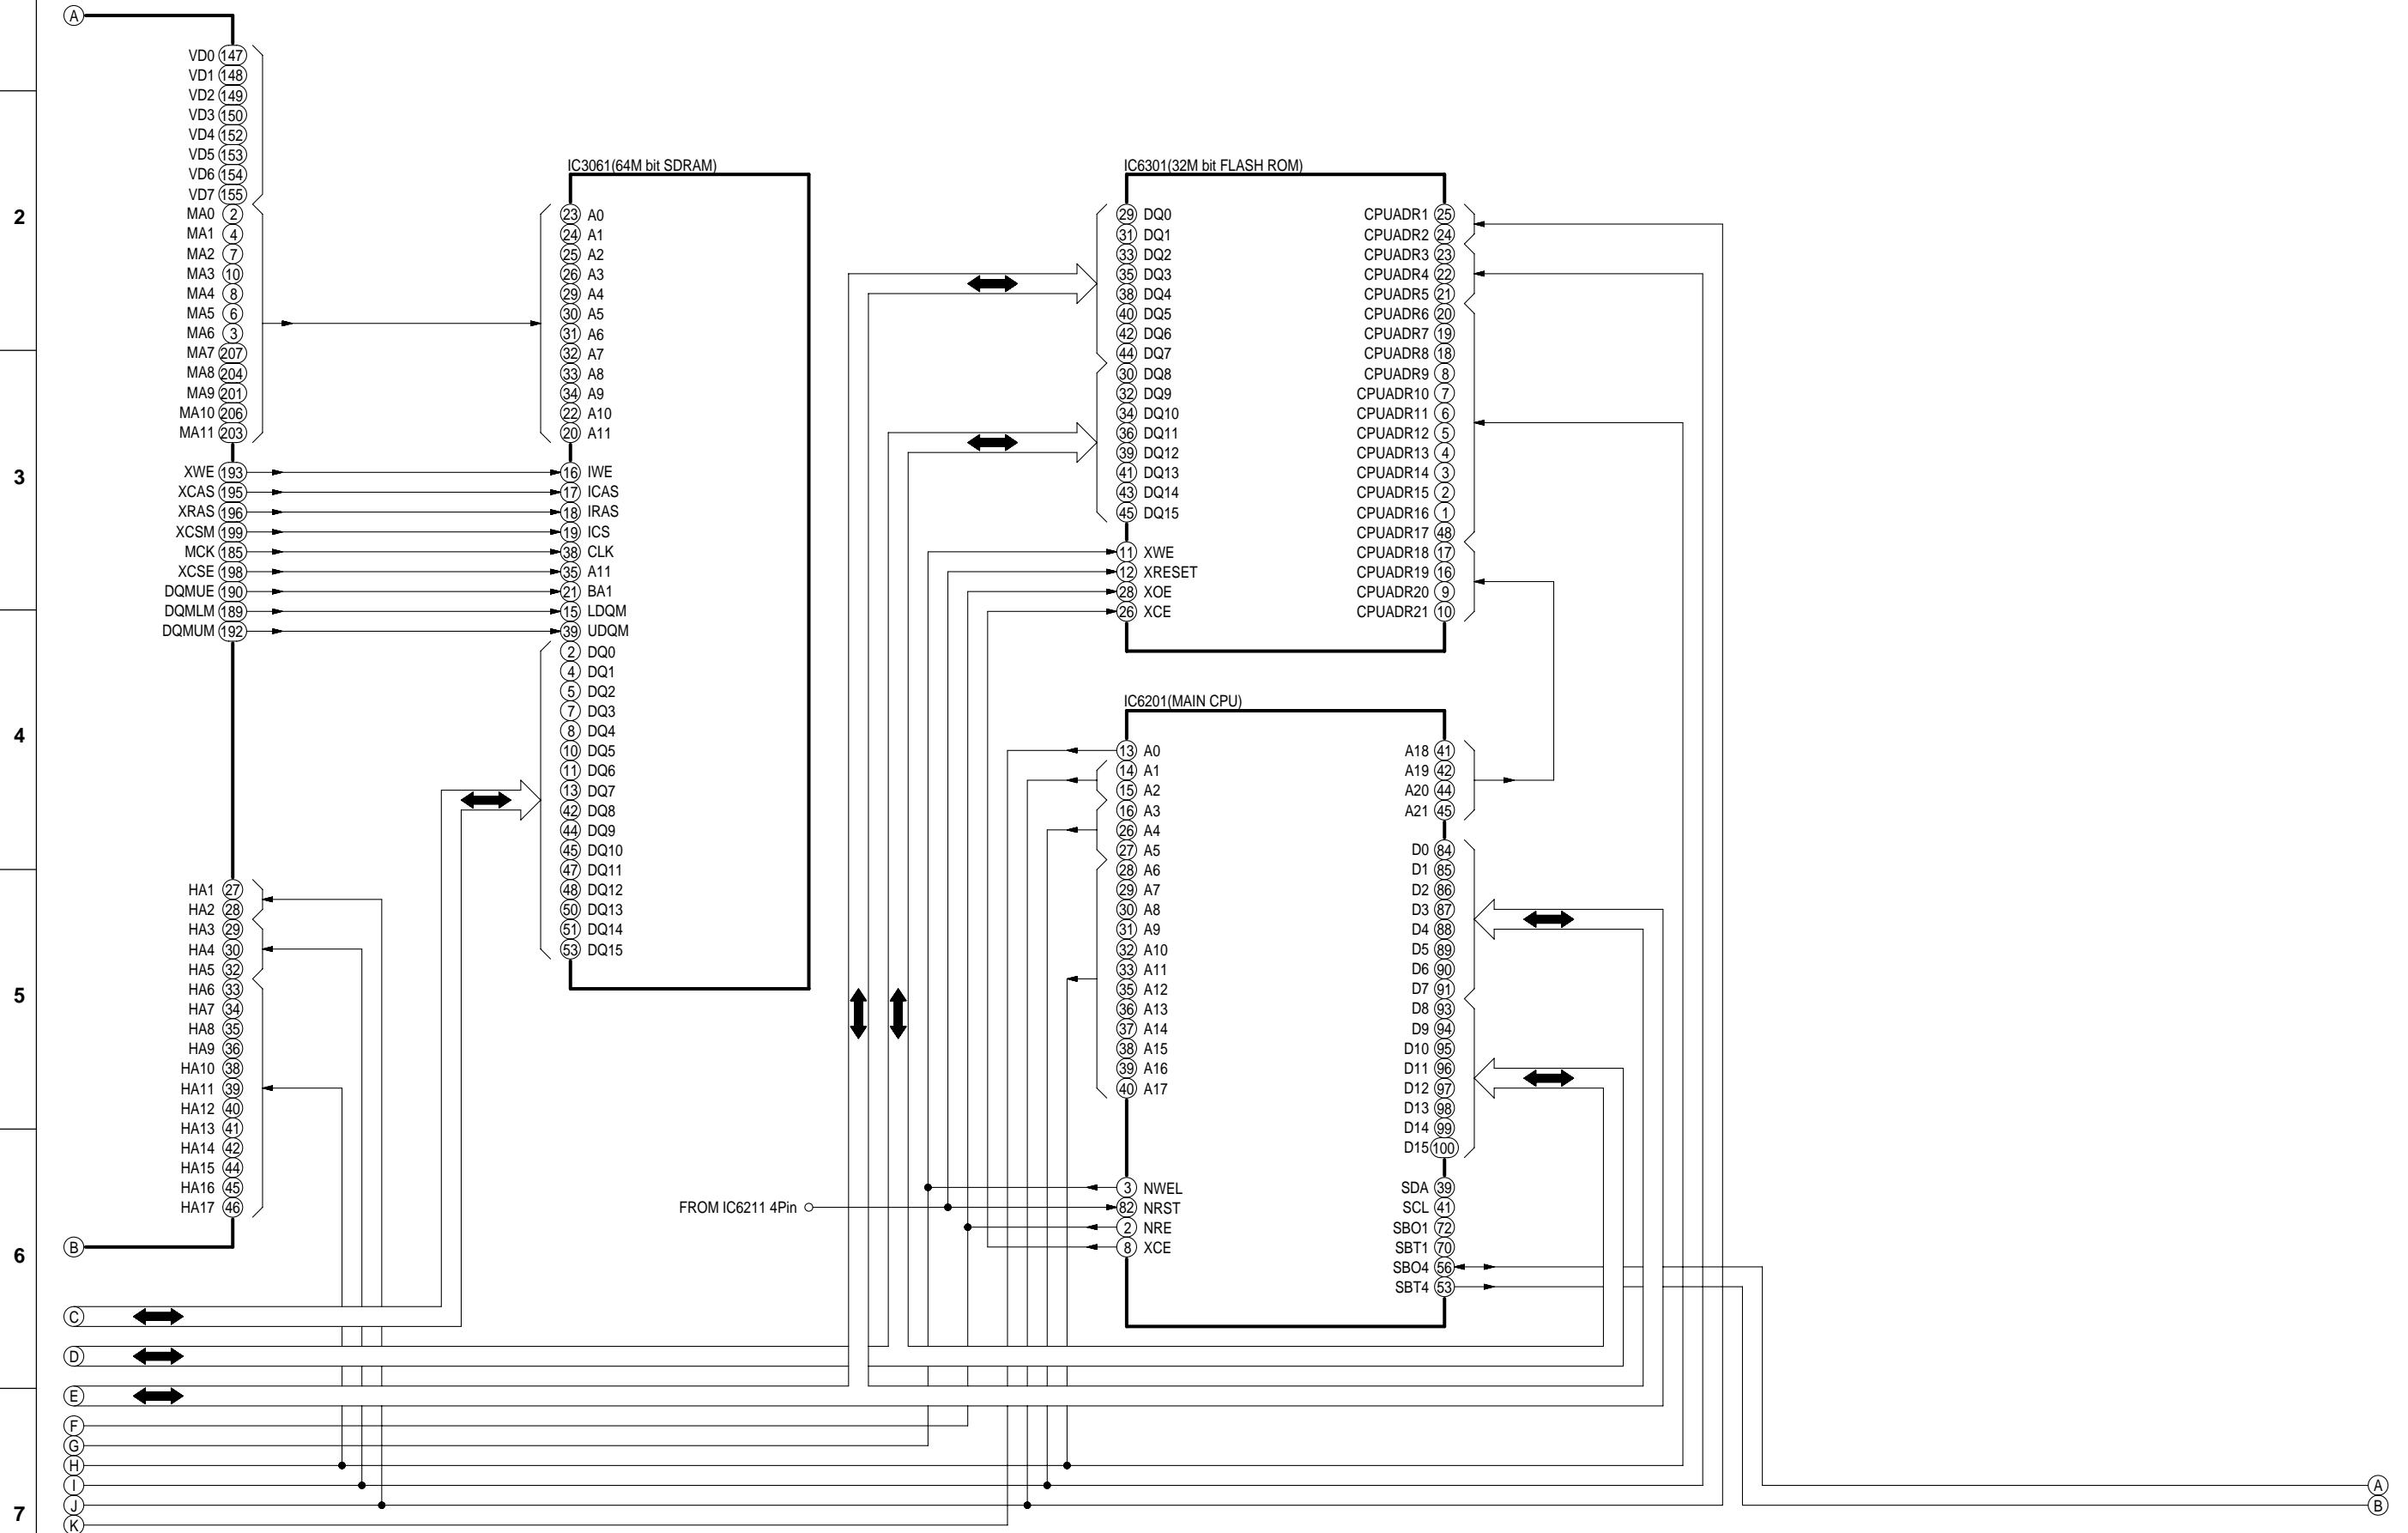 A
VD0 147
VD1 148
VD2 149
VD3 150
VD4 152
VD5 153
VD6 154
VD7 155
MA0 2
MA1 4
MA2 7
MA3 10
MA4 8
MA5 6
MA6 3
MA7 207
MA8 204
MA9 201
MA10 206
MA11 203
XWE 193
XCAS 195
XRAS 196
XCSM 199
MCK 185
XCSE 198
DQMUE 190
DQMLM 189
DQMUM 192
HA1 27
HA2 28
HA3 29
HA4 30
HA5 32
HA6 33
HA7 34
HA8 35
HA9 36
HA10 38
HA11 39
HA12 40
HA13 41
HA14 42
HA15 44
HA16 45
HA17 46
B
IC3061(64M bit SDRAM)
23 A0
24 A1
25 A2
26 A3
29 A4
30 A5
31 A6
32 A7
33 A8
34 A9
22 A10
20 A11
16 IWE
17 ICAS
18 IRAS
19 ICS
38 CLK
35 A11
21 BA1
15 LDQM
39 UDQM
2 DQ0
4 DQ1
5 DQ2
7 DQ3
8 DQ4
10 DQ5
11 DQ6
13 DQ7
42 DQ8
44 DQ9
45 DQ10
47 DQ11
48 DQ12
50 DQ13
51 DQ14
53 DQ15
IC6301(32M bit FLASH ROM)
29 DQ0
31 DQ1
33 DQ2
35 DQ3
38 DQ4
40 DQ5
42 DQ6
44 DQ7
30 DQ8
32 DQ9
34 DQ10
36 DQ11
39 DQ12
41 DQ13
43 DQ14
45 DQ15
11 XWE
12 XRESET
28 XOE
26 XCE
CPUADR1 25
CPUADR2 24
CPUADR3 23
CPUADR4 22
CPUADR5 21
CPUADR6 20
CPUADR7 19
CPUADR8 18
CPUADR9 8
CPUADR10 7
CPUADR11 6
CPUADR12 5
CPUADR13 4
CPUADR14 3
CPUADR15 2
CPUADR16 1
CPUADR17 48
CPUADR18 17
CPUADR19 16
CPUADR20 9
CPUADR21 10
IC6201(MAIN CPU)
13 A0
14 A1
15 A2
16 A3
26 A4
27 A5
28 A6
29 A7
30 A8
31 A9
32 A10
33 A11
35 A12
36 A13
37 A14
38 A15
39 A16
40 A17
3 NWEL
FROM IC6211 4Pin
82 NRST
2 NRE
8 XCE
A18 41
A19 42
A20 44
A21 45
D0 84
D1 85
D2 86
D3 87
D4 88
D5 89
D6 90
D7 91
D8 93
D9 94
D10 95
D11 96
D12 97
D13 98
D14 99
D15 100
SDA 39
SCL 41
SBO1 72
SBT1 70
SBO4 56
SBT4 53
C
D
E
F
G
H
I
J
K
A
B
2
3
4
5
6
7